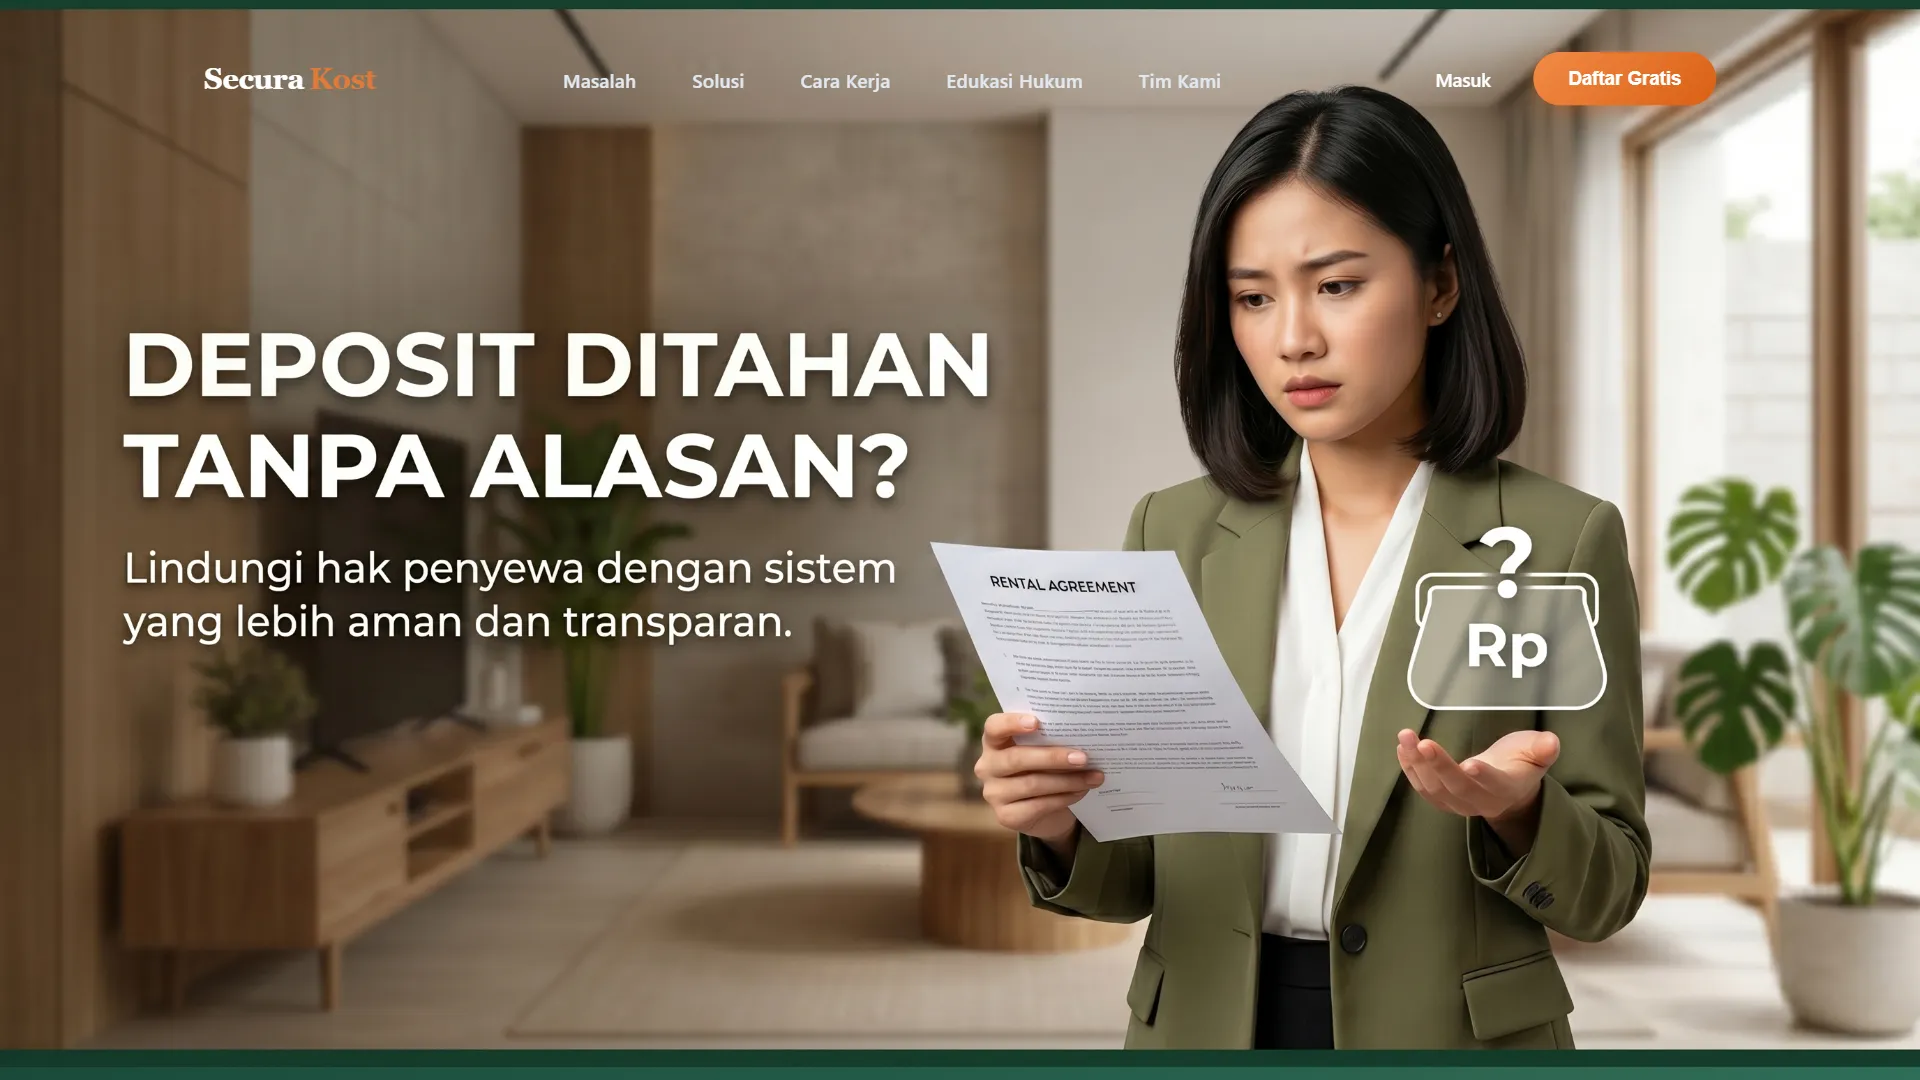 Secura Kost
Masalah
Solusi
Cara Kerja
Edukasi Hukum
Tim Kami
Masuk
Daftar Gratis
DEPOSIT DITAHAN
TANPA ALASAN?
Lindungi hak penyewa dengan sistem
yang lebih aman dan transparan.
RENTAL AGREEMENT
?
Rp